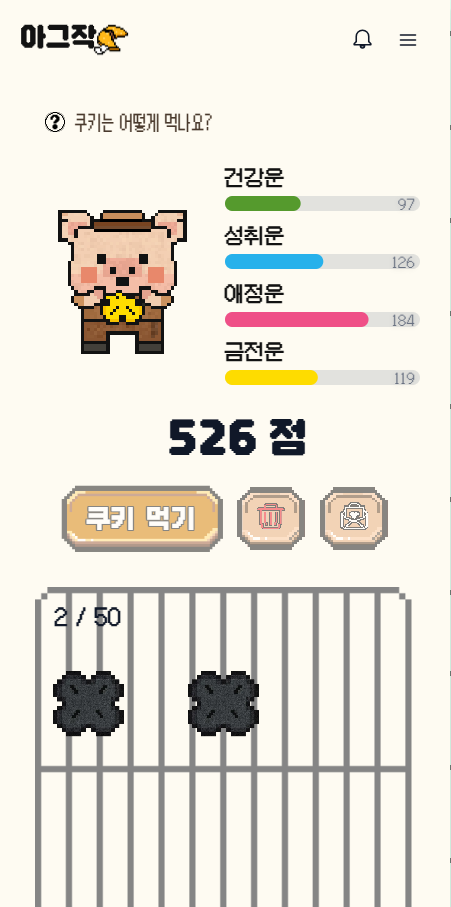 아그작
? 쿠키는 어떻게 먹나요?
건강운
97
성취운
126
애정운
184
금전운
119
526 점
쿠키 먹기
2 / 50